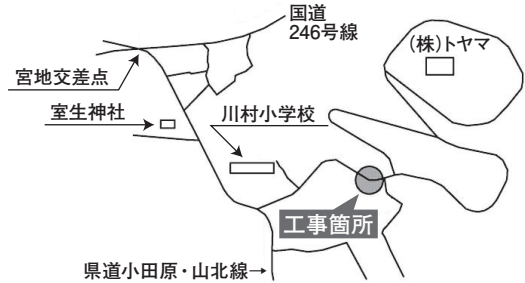 国道
246号線
(株)トヤマ
宮地交差点
室生神社
川村小学校
工事箇所
県道小田原・山北線→